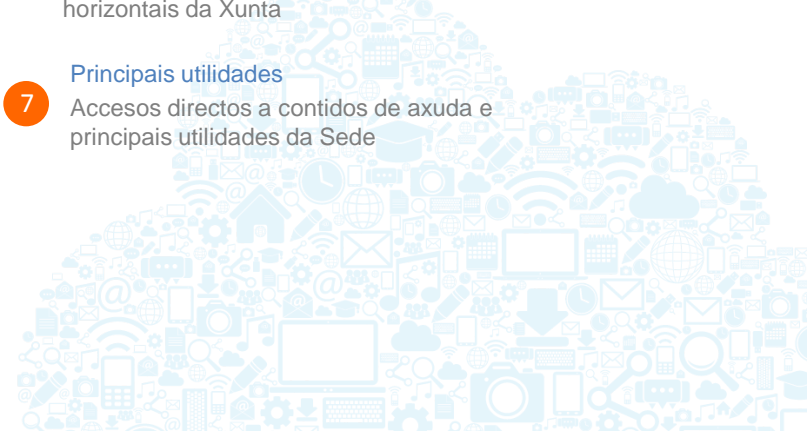 horizontais da Xunta
Principais utilidades
7
Accesos directos a contidos de axuda e
principais utilidades da Sede